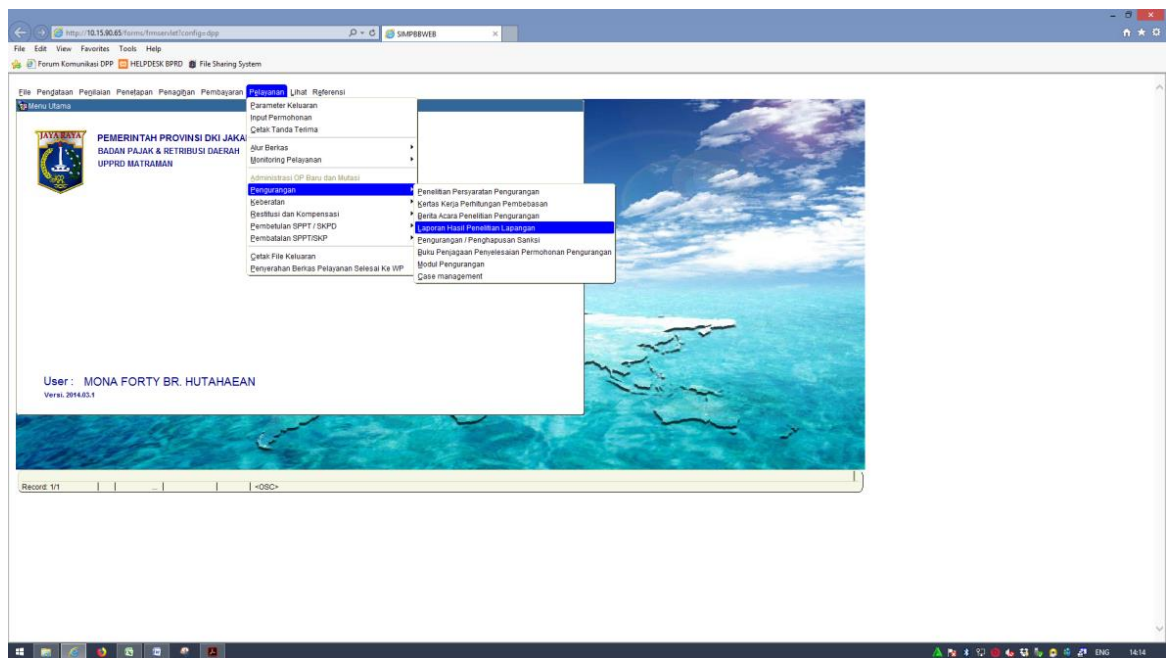 http://10.15.90.65/forms/frmservlet?config=dpp
SIMPBBWEB
File Edit View Favorites Tools Help
Forum Komunikasi DPP HELPDESK BPRD File Sharing System
File Pendataan Penilaian Penetapan Penagihan Pembayaran Pelayanan Lihat Referensi
Menu Utama
JAYA RAYA
PEMERINTAH PROVINSI DKI JAKA
BADAN PAJAK & RETRIBUSI DAERAH
UPPRD MATRAMAN
Parameter Keluaran
Input Permohonan
Cetak Tanda Terima
Alur Berkas
Monitoring Pelayanan
Administrasi OP Baru dan Mutasi
Pengurangan
Keberatan
Restitusi dan Kompensasi
Pembetulan SPPT / SKPD
Pembatalan SPPT/SKP
Cetak File Keluaran
Penyerahan Berkas Pelayanan Selesai Ke WP
Penelitian Persyaratan Pengurangan
Kertas Kerja Perhitungan Pembebasan
Berita Acara Penelitian Pengurangan
Laporan Hasil Penelitian Lapangan
Pengurangan / Penghapusan Sanksi
Buku Penjagaan Penyelesaian Permohonan Pengurangan
Modul Pengurangan
Case management
User : MONA FORTY BR. HUTAHAEAN
Versi. 2014.03.1
Record: 1/1 ... <OSC>
ENG 14:14